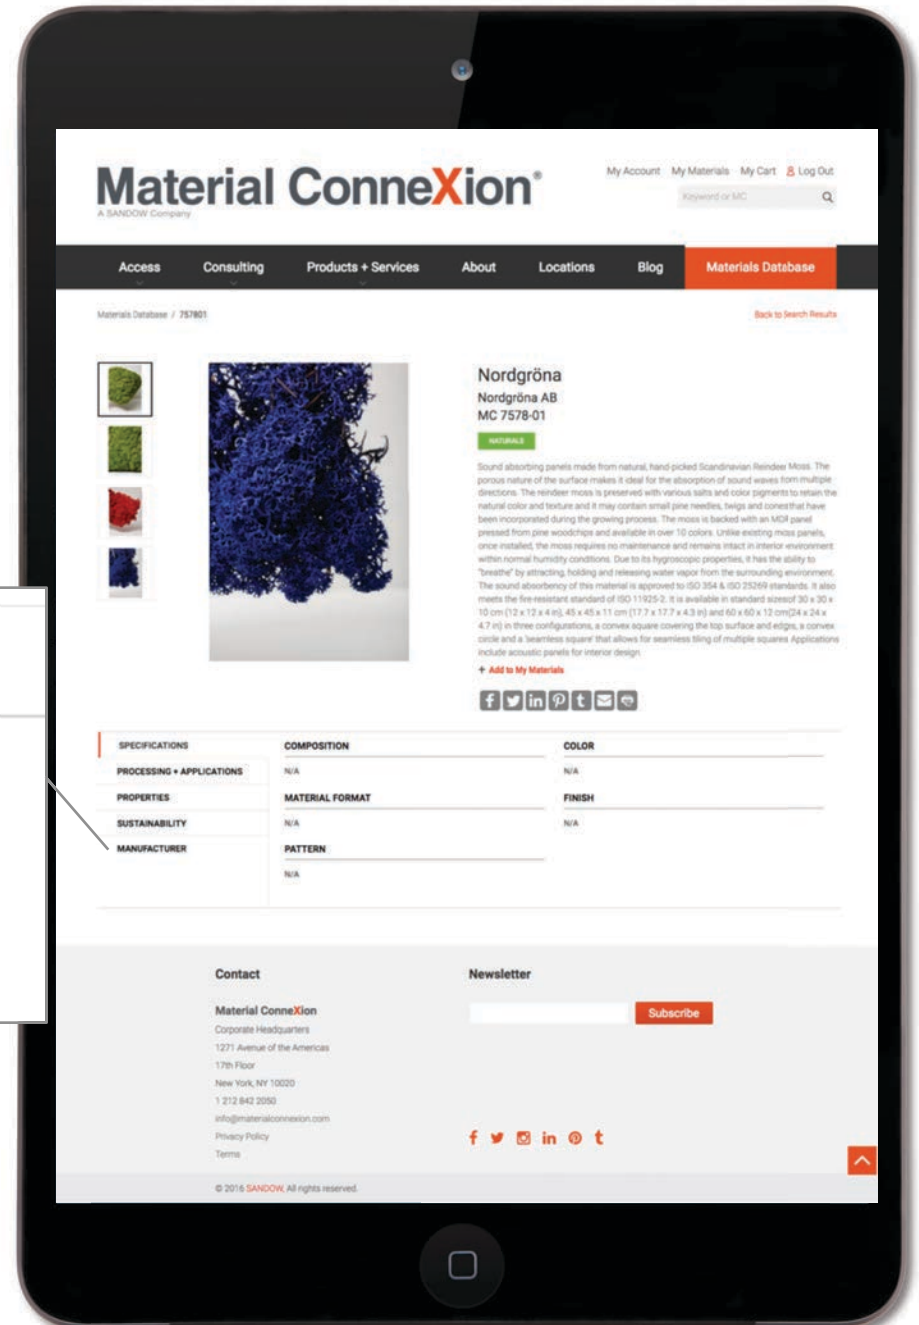 Material ConneXion®
A SANDOW Company
My Account My Materials My Cart Log Out
Keyword or MC
Access Consulting Products + Services About Locations Blog Materials Database
Materials Database / 757801
Back to Search Results
Nordgröna
Nordgröna AB
MC 7578-01
NATURALS
Sound absorbing panels made from natural, hand-picked Scandinavian Reindeer Moss. The
porous nature of the surface makes it ideal for the absorption of sound waves from multiple
directions. The reindeer moss is preserved with various salts and color pigments to retain the
natural color and texture and it may contain small pine needles, twigs and cones that have
been incorporated during the growing process. The moss is backed with an MDF panel
pressed from pine woodchips and available in over 10 colors. Unlike existing moss panels,
once installed, the moss requires no maintenance and remains intact in interior environment
within normal humidity conditions. Due to its hygroscopic properties, it has the ability to
"breathe" by attracting, holding and releasing water vapor from the surrounding environment.
The sound absorbency of this material is approved to ISO 354 & ISO 25269 standards. It also
meets the fire-resistant standard of ISO 11925-2. It is available in standard sizesof 30 x 30 x
10 cm (12 x 12 x 4 in), 45 x 45 x 11 cm (17.7 x 17.7 x 4.3 in) and 60 x 60 x 12 cm(24 x 24 x
4.7 in) in three configurations, a convex square covering the top surface and edges, a convex
circle and a 'seamless square' that allows for seamless tiling of multiple squares Applications
include acoustic panels for interior design
+ Add to My Materials
SPECIFICATIONS
PROCESSING + APPLICATIONS
PROPERTIES
SUSTAINABILITY
MANUFACTURER
COMPOSITION
N/A
MATERIAL FORMAT
N/A
PATTERN
N/A
COLOR
N/A
FINISH
N/A
Contact
Material ConneXion
Corporate Headquarters
1271 Avenue of the Americas
17th Floor
New York, NY 10020
1 212 842 2050
info@materialconnexion.com
Privacy Policy
Terms
Newsletter
Subscribe
© 2016 SANDOW, All rights reserved.